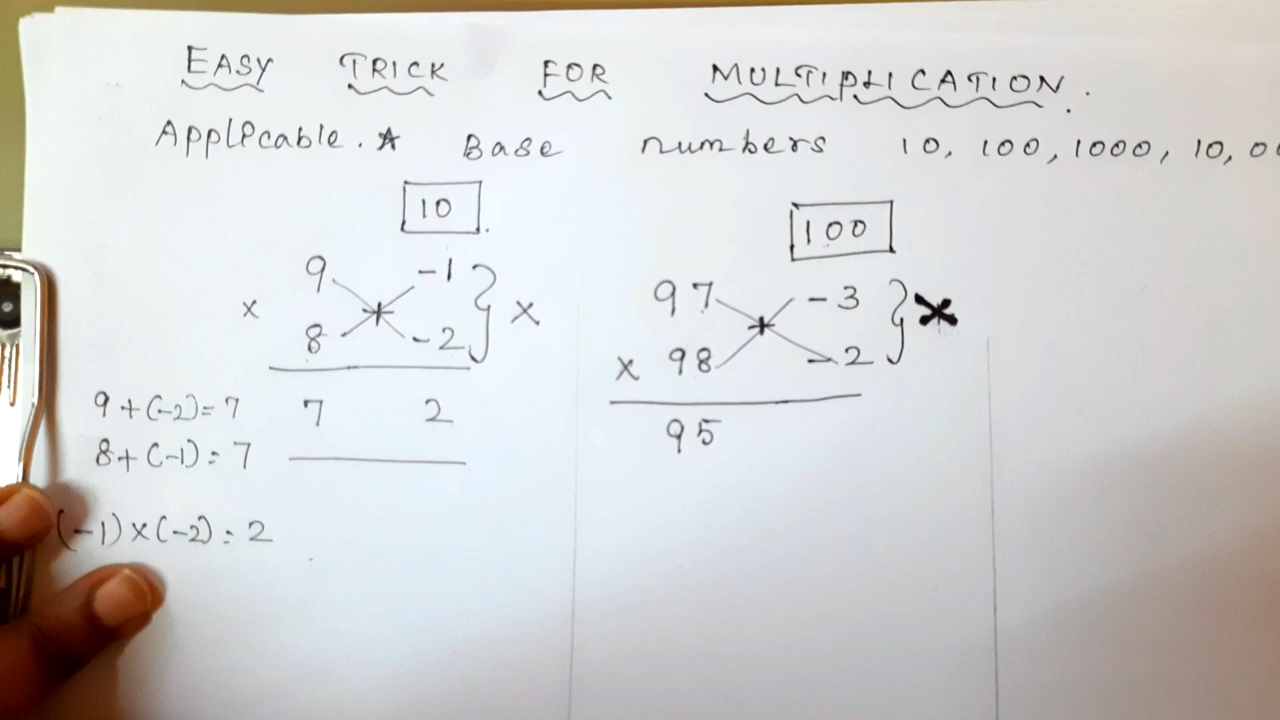 EASY TRICK FOR MULTIPLICATION.
Applicable. * Base numbers 10, 100, 1000, 10,00
10
9 -1
x 8 -2 } x
7 2
9 + (-2) = 7
8 + (-1) = 7
(-1) x (-2) = 2
100
97 -3
x 98 -2 } x
95